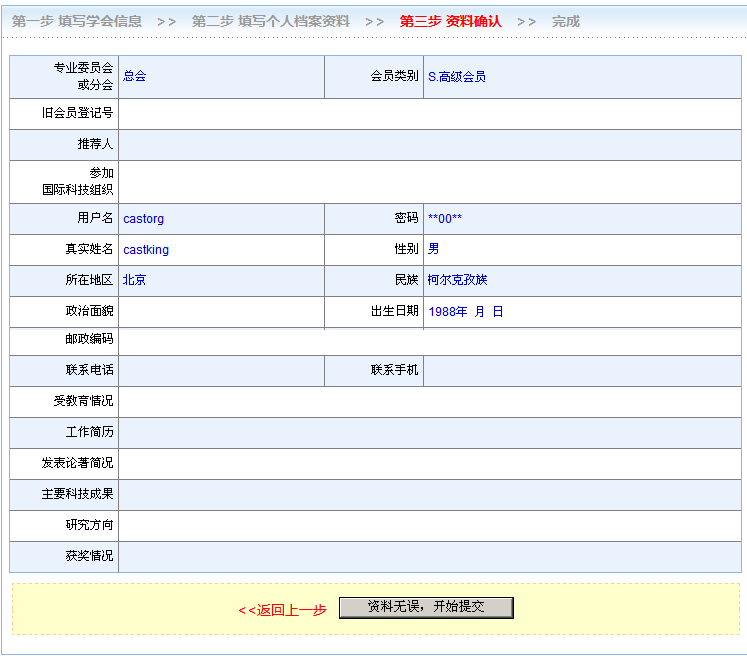 第一步 填写学会信息 >> 第二步 填写个人档案资料 >> 第三步 资料确认 >> 完成
专业委员会
或分会
总会
会员类别
S.高级会员
旧会员登记号
推荐人
参加
国际科技组织
用户名 castorg 密码 **00**
真实姓名 castking 性别 男
所在地区 北京 民族 柯尔克孜族
政治面貌 出生日期 1988年 月 日
邮政编码
联系电话 联系手机
受教育情况
工作简历
发表论著简况
主要科技成果
研究方向
获奖情况
<<返回上一步 资料无误，开始提交